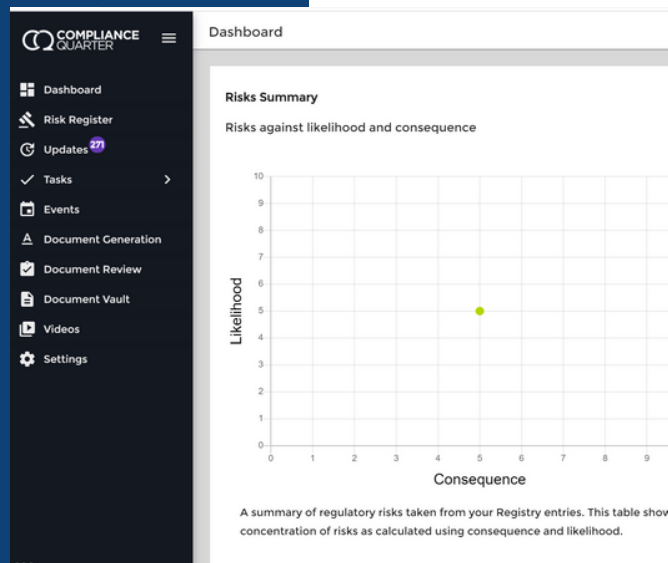 COMPLIANCE
QUARTER
Dashboard
Risk Register
Updates 271
Tasks
Events
Document Generation
Document Review
Document Vault
Videos
Settings
Dashboard
Risks Summary
Risks against likelihood and consequence
10
9
8
7
6
5
4
3
2
1
0
Likelihood
0 1 2 3 4 5 6 7 8 9
Consequence
A summary of regulatory risks taken from your Registry entries. This table show
concentration of risks as calculated using consequence and likelihood.